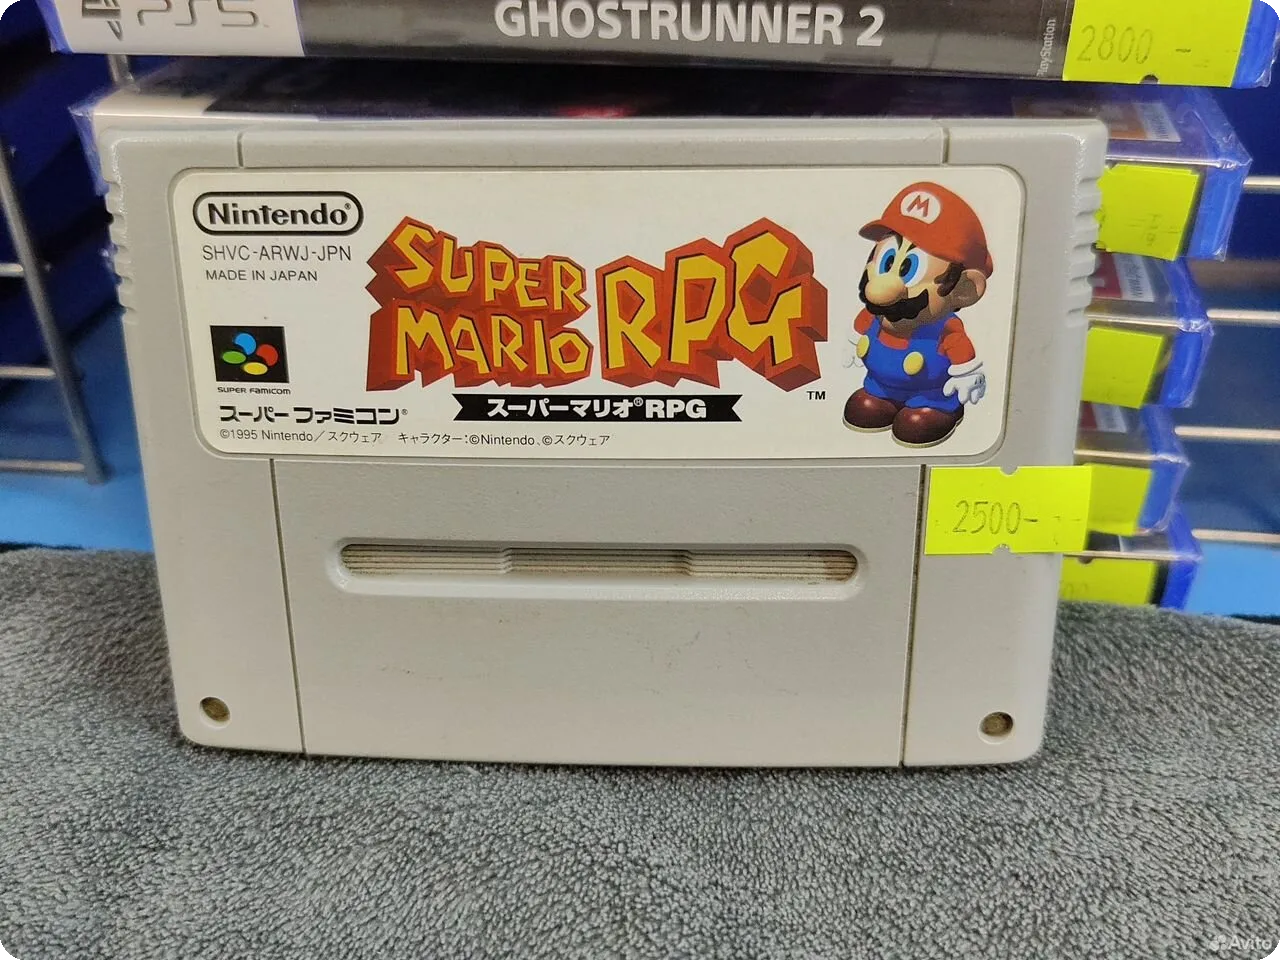 PS5
GHOSTRUNNER 2
PlayStation
2800 -
Nintendo®
SHVC-ARWJ-JPN
MADE IN JAPAN
SUPER
MARIO RPG
TM
スーパーマリオ®RPG
M
SUPER FAMICOM
スーパーファミコン®
©1995 Nintendo／スクウェア キャラクター：©Nintendo、©スクウェア
2500-
Avito